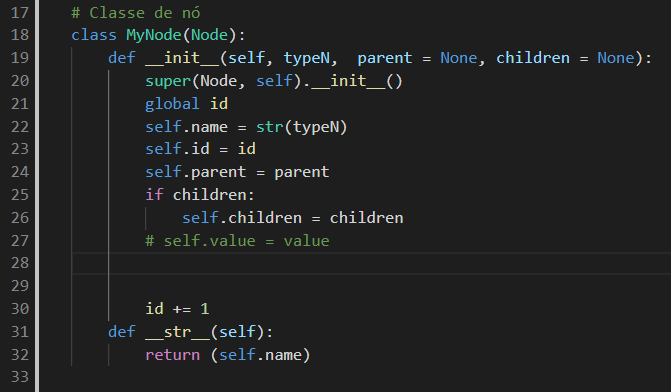 17 # Classe de nó
18 class MyNode(Node):
19     def __init__(self, typeN,  parent = None, children = None):
20         super(Node, self).__init__()
21         global id
22         self.name = str(typeN)
23         self.id = id
24         self.parent = parent
25         if children:
26             self.children = children
27         # self.value = value
28
29
30         id += 1
31     def __str__(self):
32         return (self.name)
33